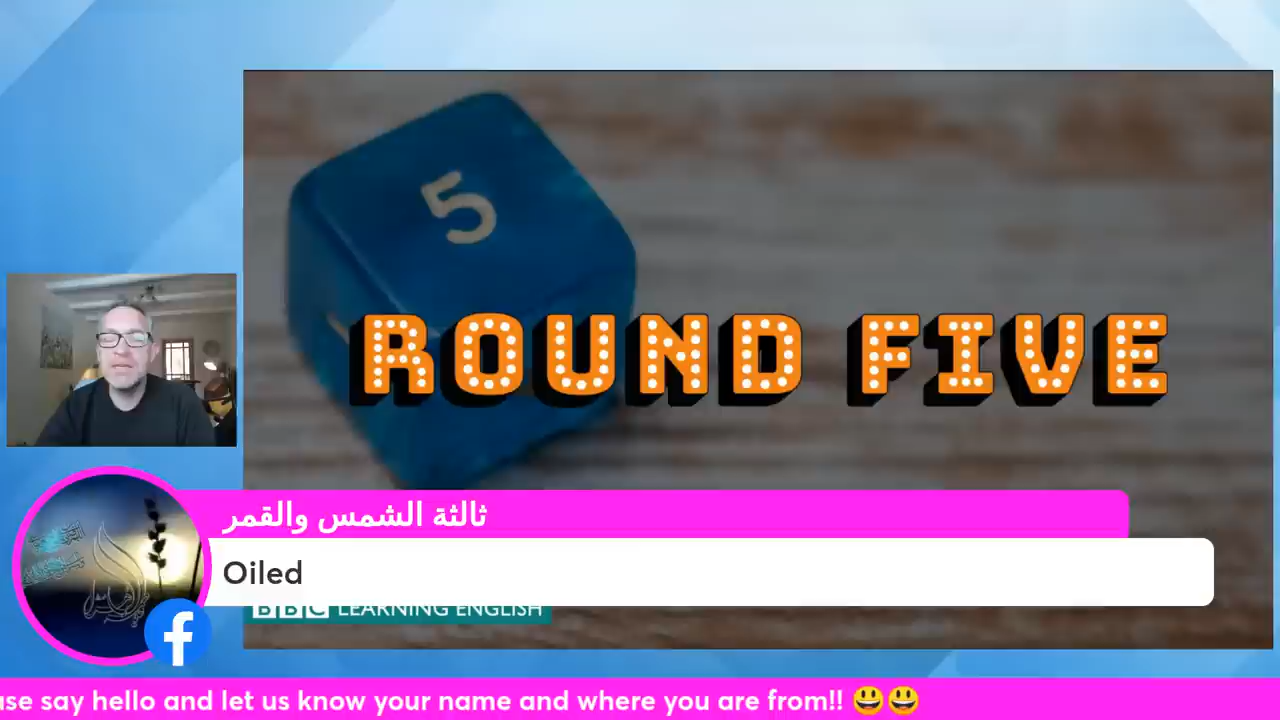 5
ROUND FIVE
ثالثة الشمس والقمر
Oiled
BBC LEARNING ENGLISH
ase say hello and let us know your name and where you are from!! 😃😃